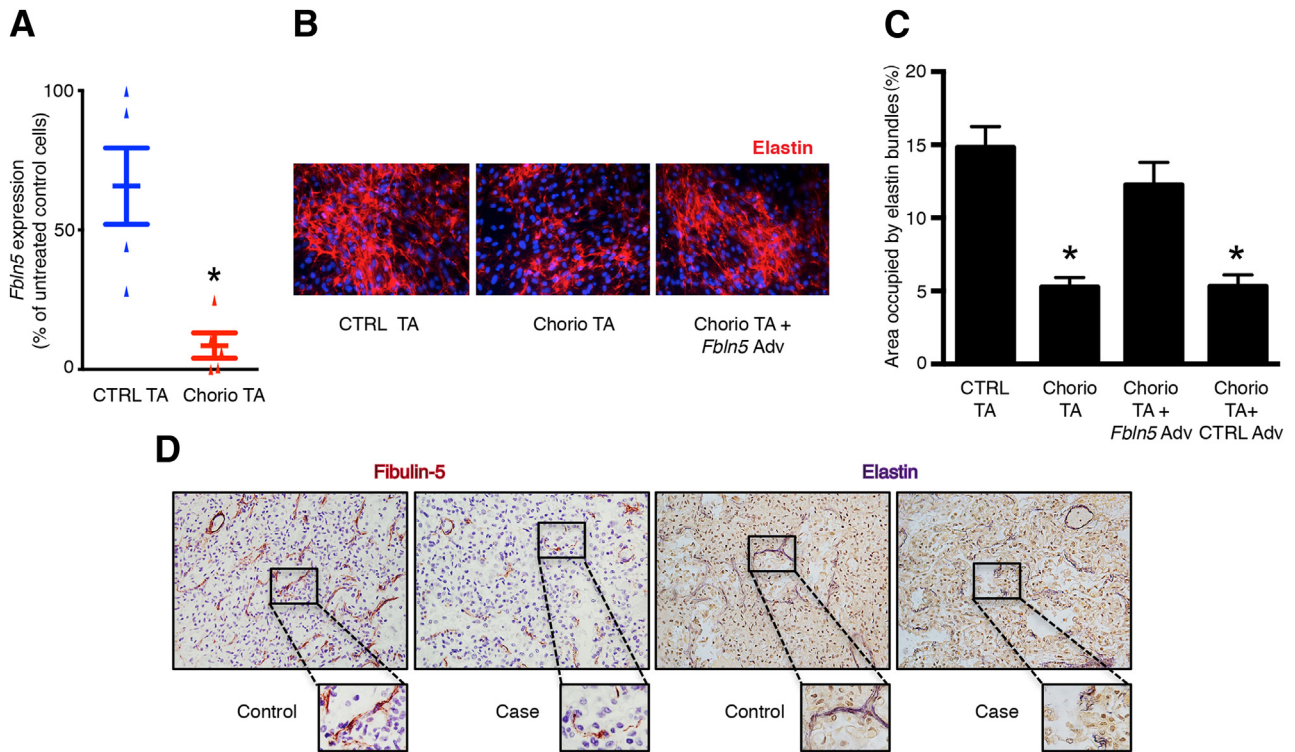 A
Fbln5 expression
(% of untreated control cells)
100
50
0
*
CTRL TA
Chorio TA
B
Elastin
CTRL TA
Chorio TA
Chorio TA +
Fbln5 Adv
C
Area occupied by elastin bundles (%)
20
15
10
5
0
*
*
CTRL
TA
Chorio
TA
Chorio
TA +
Fbln5 Adv
Chorio
TA+
CTRL Adv
D
Fibulin-5
Elastin
Control
Case
Control
Case